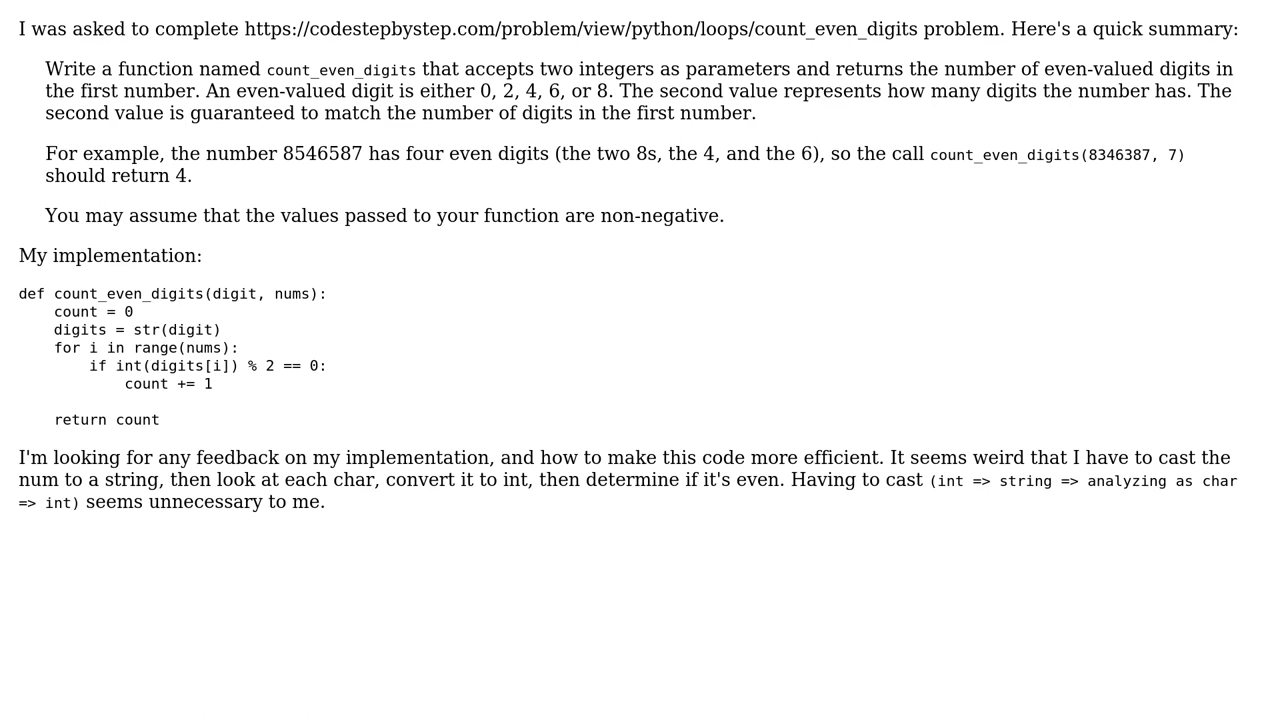 I was asked to complete https://codestepbystep.com/problem/view/python/loops/count_even_digits problem. Here's a quick summary:
Write a function named count_even_digits that accepts two integers as parameters and returns the number of even-valued digits in
the first number. An even-valued digit is either 0, 2, 4, 6, or 8. The second value represents how many digits the number has. The
second value is guaranteed to match the number of digits in the first number.
For example, the number 8546587 has four even digits (the two 8s, the 4, and the 6), so the call count_even_digits(8346387, 7)
should return 4.
You may assume that the values passed to your function are non-negative.
My implementation:
def count_even_digits(digit, nums):
    count = 0
    digits = str(digit)
    for i in range(nums):
        if int(digits[i]) % 2 == 0:
            count += 1
    return count
I'm looking for any feedback on my implementation, and how to make this code more efficient. It seems weird that I have to cast the
num to a string, then look at each char, convert it to int, then determine if it's even. Having to cast (int => string => analyzing as char
=> int) seems unnecessary to me.